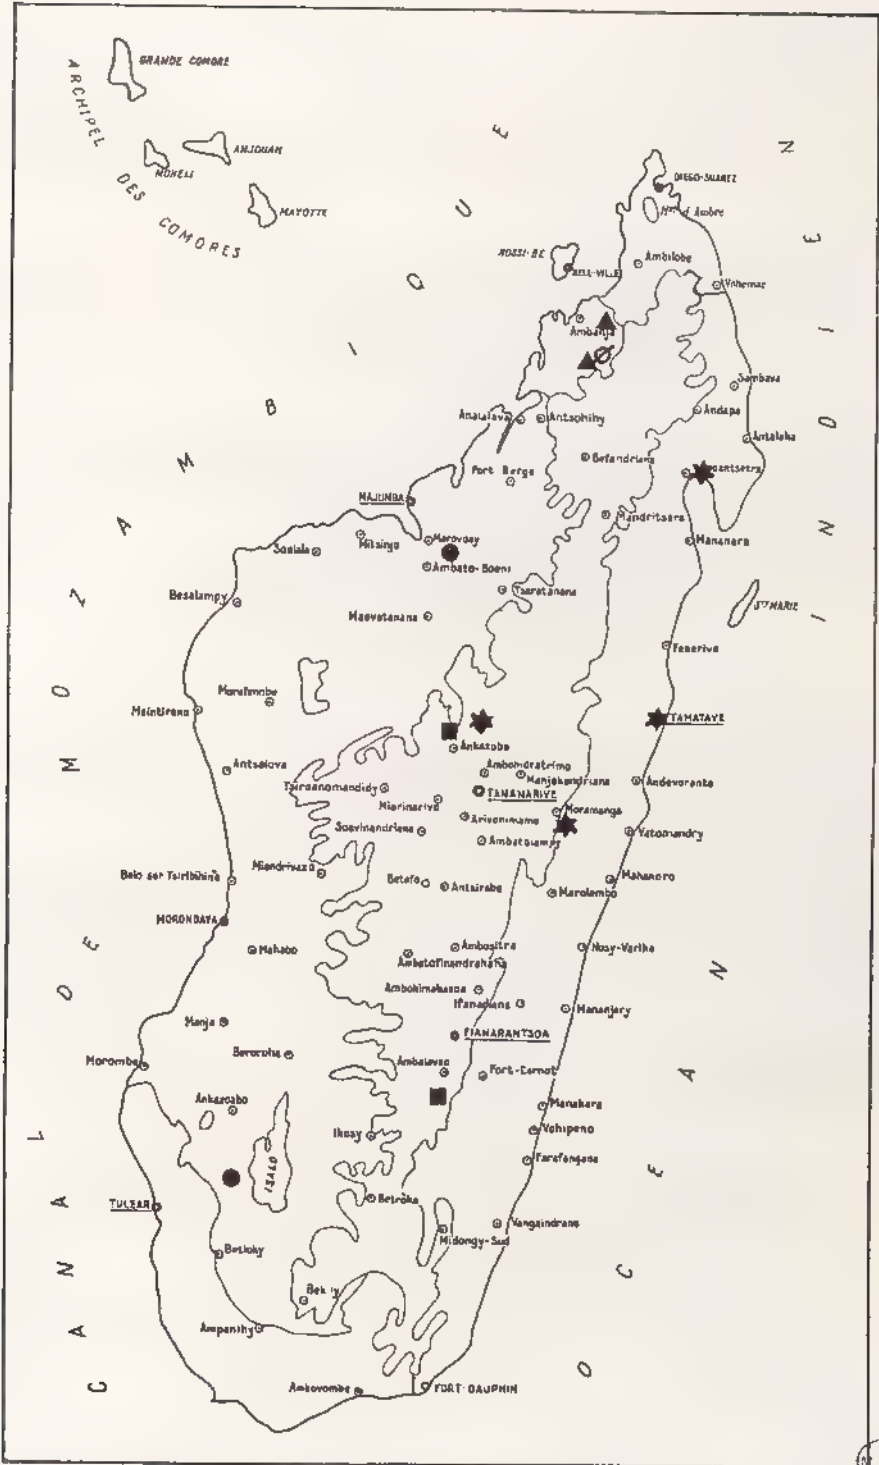 GRANDE COMORE
ARCHIPEL DES COMORES
ANJOUAN
MOHELI
MAYOTTE
CANAL DE MOZAMBIQUE
OCEAN INDIEN
DIEGO-SUAREZ
d'Ambre
NOSSI-BE
HELL-VILLE
Ambilobe
Vohemar
Ambanja
Sambava
Andapa
Analalava
Antsohihy
Antalaha
Befandriana
Port Berge
MAJUNGA
Mandritsara
Mananara
Marovoay
Mitsinjo
Soalala
Ambato-Boeni
Tsaratanana
Besalampy
Maevatanana
Ste MARIE
Fenerive
Morafenobe
Maintirano
TAMATAVE
Ankazobe
Antsalova
Ambohidratrimo
Manjakandriana
Andevorante
Tsiroanomandidy
TANANARIVE
Miarinarivo
Moramanga
Arivonimamo
Soavinandriana
Vatomandry
Ambatolampy
Miandrivazo
Belo sur Tsiribihina
Betafo
Antsirabe
Mahanoro
Marolambo
MORONDAVA
Mahabo
Ambositra
Nosy-Varika
Ambatofinandrahana
Ambohimahasoa
Ifanadiana
Mananjary
Manja
FIANARANTSOA
Beroroha
Morombe
Ambalavao
Fort-Carnot
Ankazoabo
Manakara
Vohipeno
Ihosy
Farafangana
ISALO
TULEAR
Betroka
Vangaindrano
Midongy-Sud
Betioky
Bekily
Ampanihy
Ambovombe
FORT-DAUPHIN